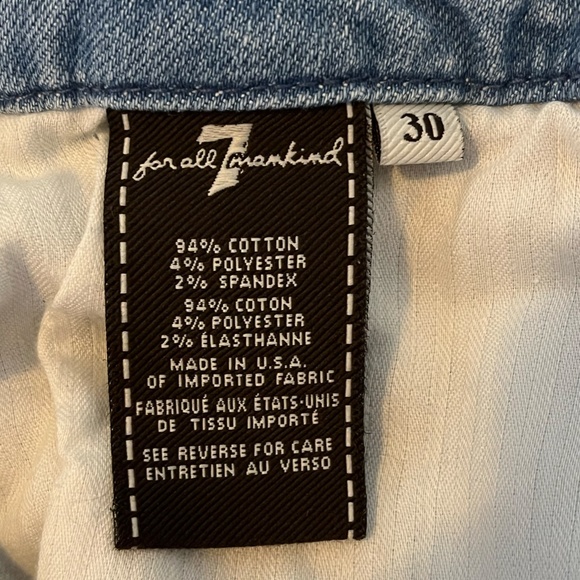 for all 7 mankind
30
94% COTTON
4% POLYESTER
2% SPANDEX
94% COTON
4% POLYESTER
2% ÉLASTHANNE
MADE IN U.S.A.
OF IMPORTED FABRIC
FABRIQUÉ AUX ÉTATS-UNIS
DE TISSU IMPORTÉ
SEE REVERSE FOR CARE
ENTRETIEN AU VERSO